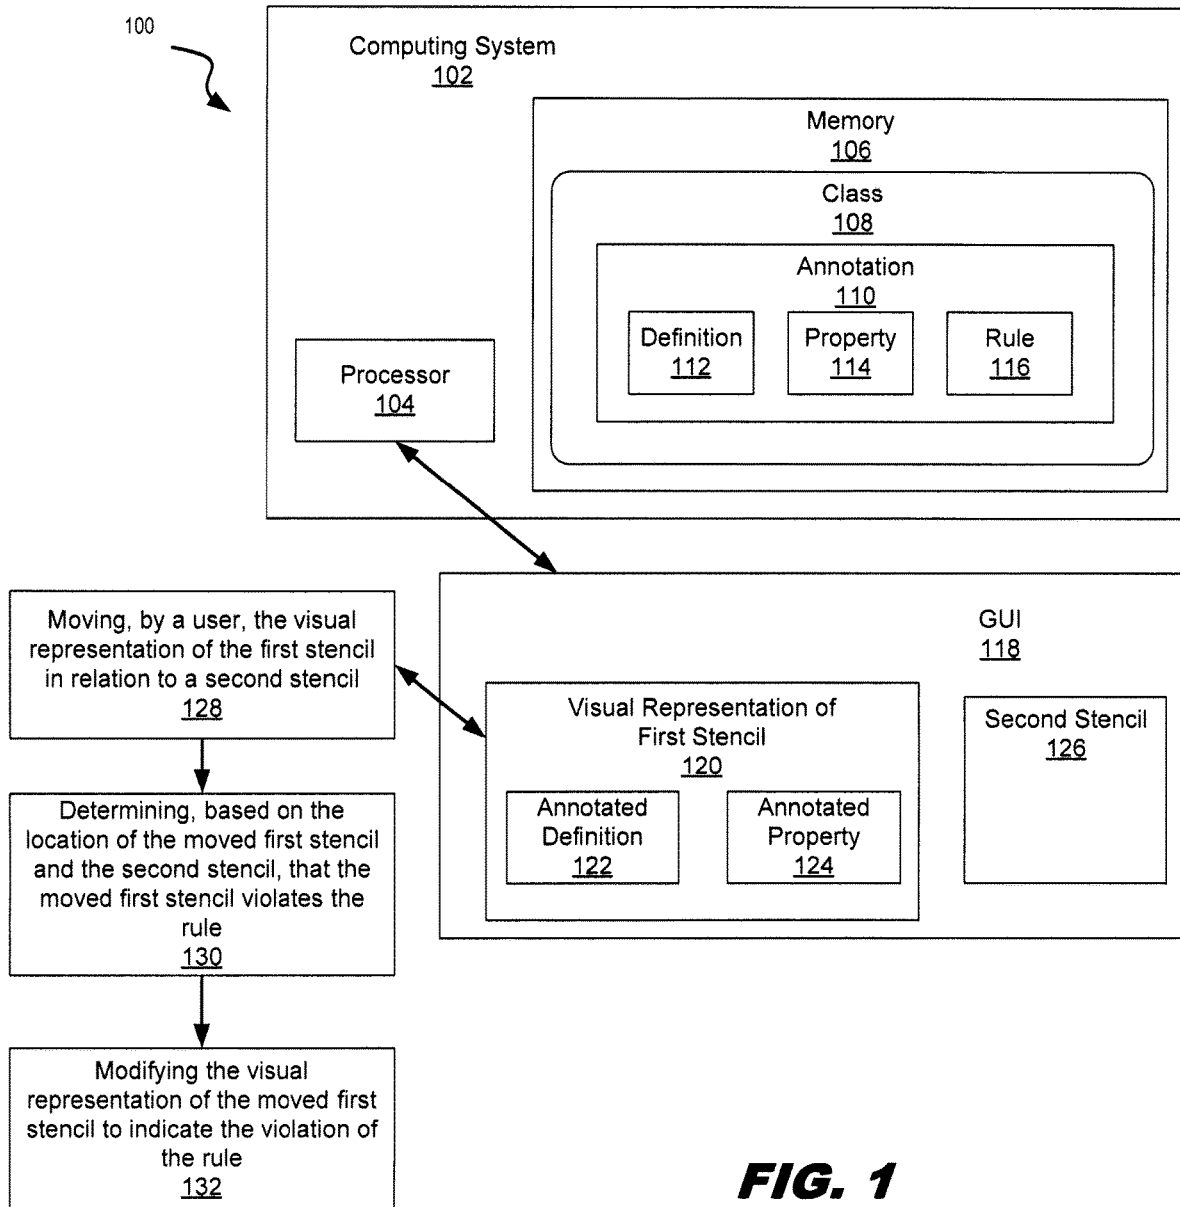 100
Computing System
102
Memory
106
Class
108
Annotation
110
Definition
112
Property
114
Rule
116
Processor
104
GUI
118
Visual Representation of
First Stencil
120
Annotated
Definition
122
Annotated
Property
124
Second Stencil
126
Moving, by a user, the visual
representation of the first stencil
in relation to a second stencil
128
Determining, based on the
location of the moved first stencil
and the second stencil, that the
moved first stencil violates the
rule
130
Modifying the visual
representation of the moved first
stencil to indicate the violation of
the rule
132
FIG. 1